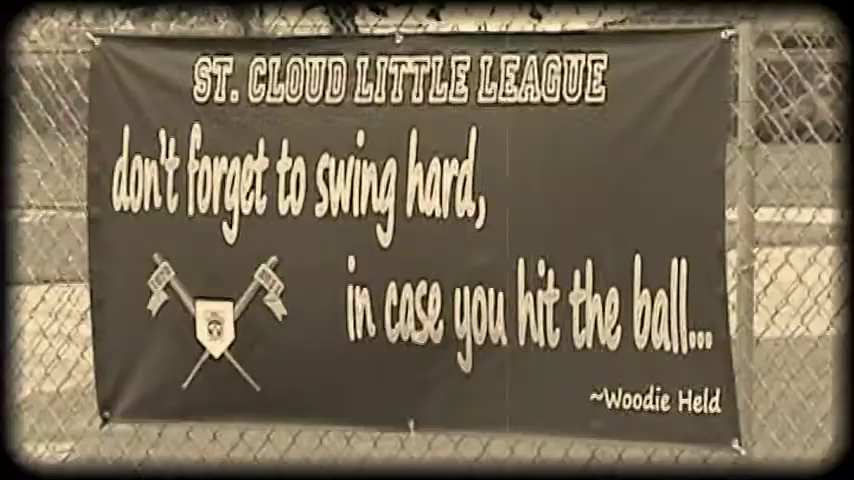 ST. CLOUD LITTLE LEAGUE
don't forget to swing hard,
in case you hit the ball...
~Woodie Held